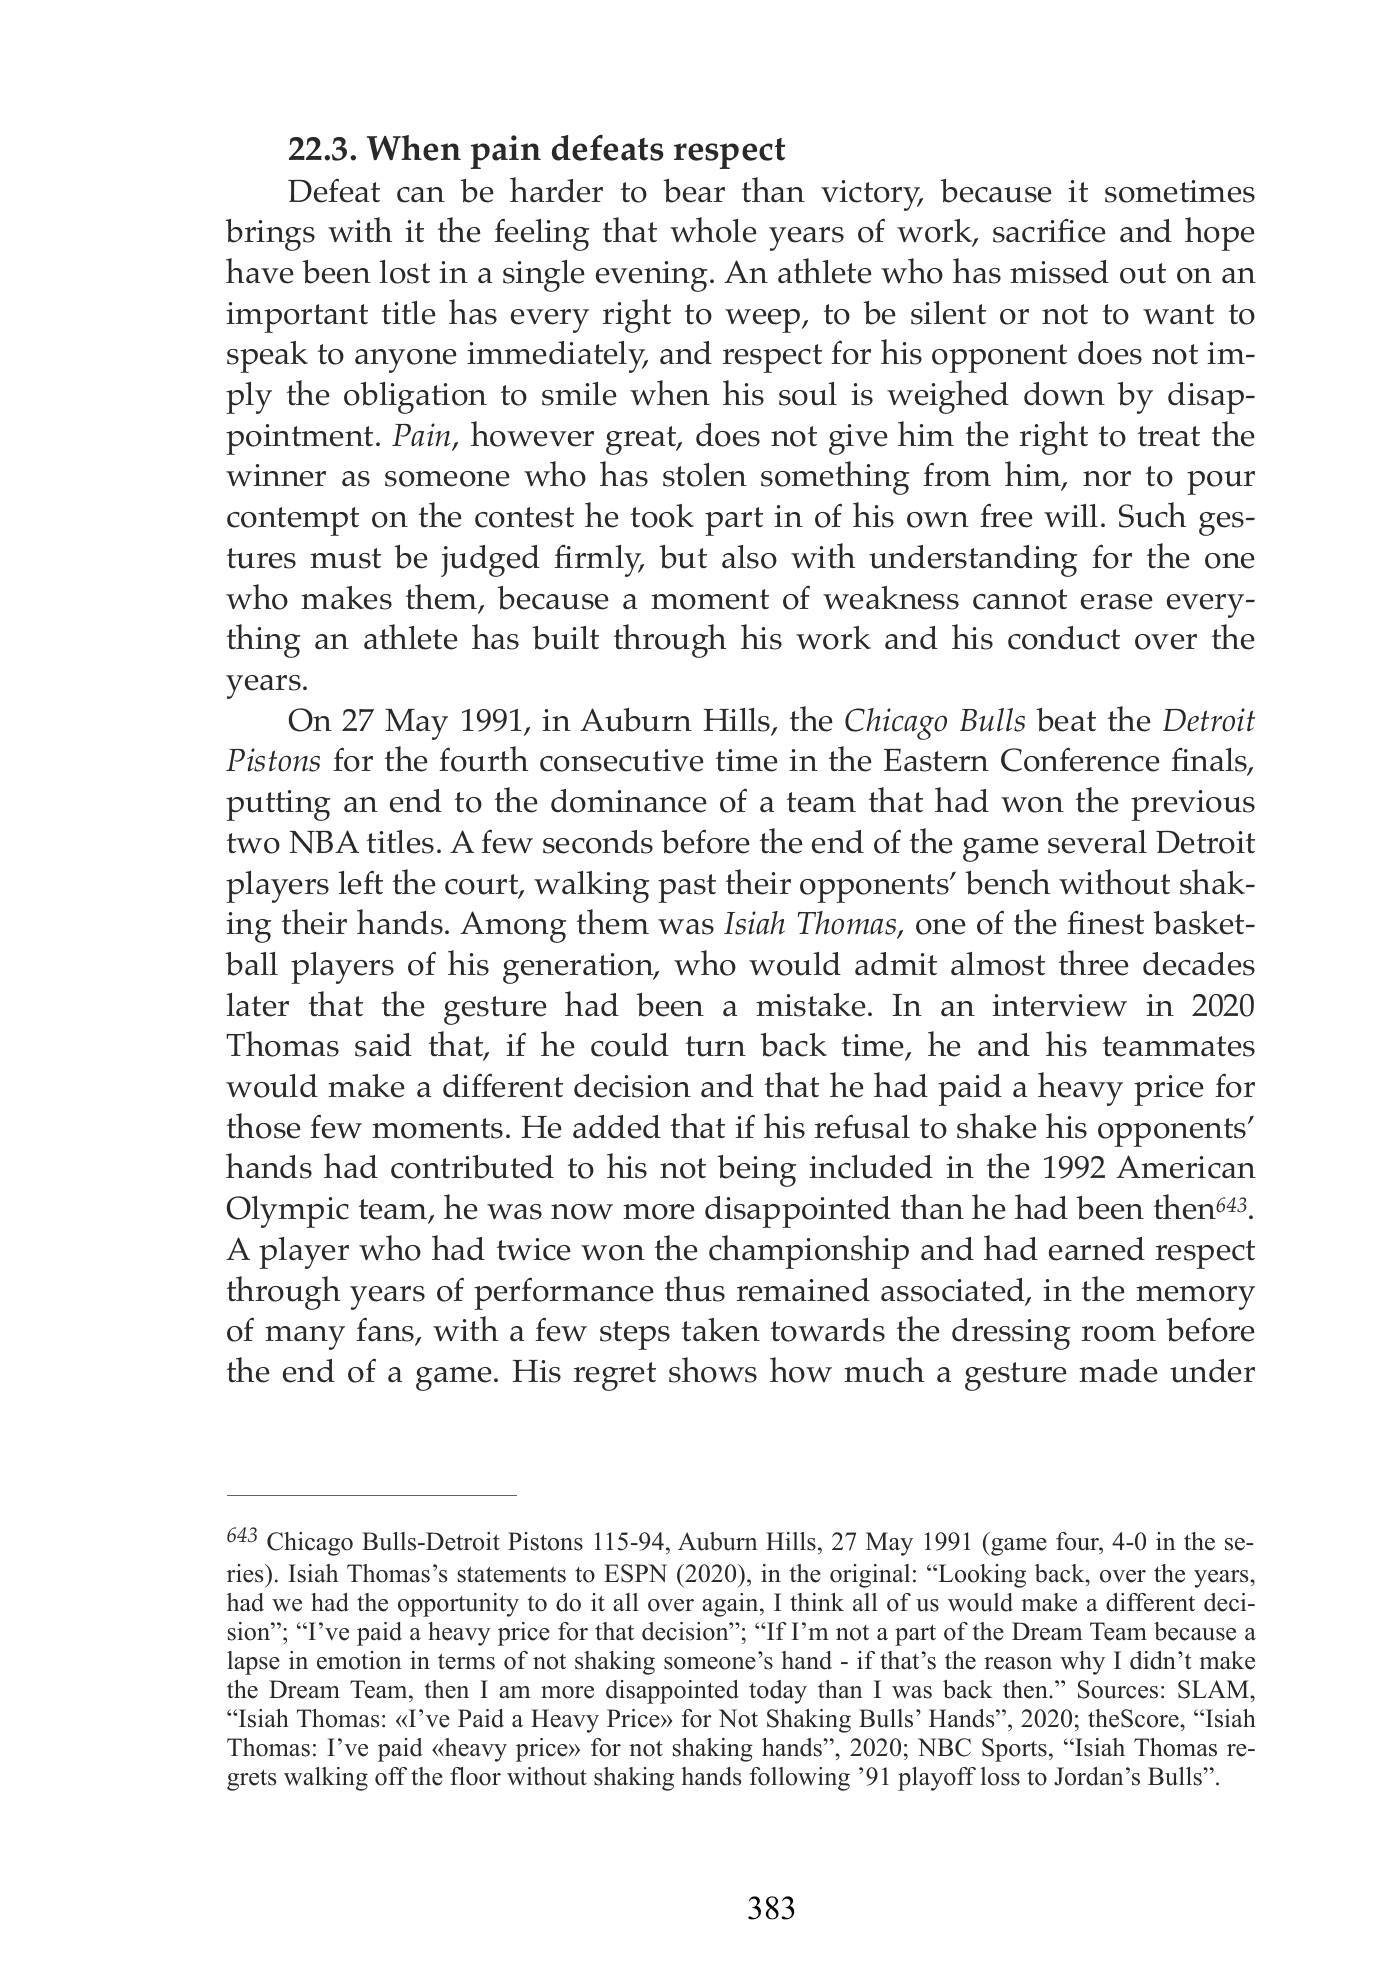 22.3. When pain defeats respect
Defeat can be harder to bear than victory, because it sometimes
brings with it the feeling that whole years of work, sacrifice and hope
have been lost in a single evening. An athlete who has missed out on an
important title has every right to weep, to be silent or not to want to
speak to anyone immediately, and respect for his opponent does not im-
ply the obligation to smile when his soul is weighed down by disap-
pointment. Pain, however great, does not give him the right to treat the
winner as someone who has stolen something from him, nor to pour
contempt on the contest he took part in of his own free will. Such ges-
tures must be judged firmly, but also with understanding for the one
who makes them, because a moment of weakness cannot erase every-
thing an athlete has built through his work and his conduct over the
years.
On 27 May 1991, in Auburn Hills, the Chicago Bulls beat the Detroit
Pistons for the fourth consecutive time in the Eastern Conference finals,
putting an end to the dominance of a team that had won the previous
two NBA titles. A few seconds before the end of the game several Detroit
players left the court, walking past their opponents’ bench without shak-
ing their hands. Among them was Isiah Thomas, one of the finest basket-
ball players of his generation, who would admit almost three decades
later that the gesture had been a mistake. In an interview in 2020
Thomas said that, if he could turn back time, he and his teammates
would make a different decision and that he had paid a heavy price for
those few moments. He added that if his refusal to shake his opponents’
hands had contributed to his not being included in the 1992 American
Olympic team, he was now more disappointed than he had been then643.
A player who had twice won the championship and had earned respect
through years of performance thus remained associated, in the memory
of many fans, with a few steps taken towards the dressing room before
the end of a game. His regret shows how much a gesture made under
643 Chicago Bulls-Detroit Pistons 115-94, Auburn Hills, 27 May 1991 (game four, 4-0 in the se-
ries). Isiah Thomas’s statements to ESPN (2020), in the original: “Looking back, over the years,
had we had the opportunity to do it all over again, I think all of us would make a different deci-
sion”; “I’ve paid a heavy price for that decision”; “If I’m not a part of the Dream Team because a
lapse in emotion in terms of not shaking someone’s hand - if that’s the reason why I didn’t make
the Dream Team, then I am more disappointed today than I was back then.” Sources: SLAM,
“Isiah Thomas: «I’ve Paid a Heavy Price» for Not Shaking Bulls’ Hands”, 2020; theScore, “Isiah
Thomas: I’ve paid «heavy price» for not shaking hands”, 2020; NBC Sports, “Isiah Thomas re-
grets walking off the floor without shaking hands following ’91 playoff loss to Jordan’s Bulls”.
383